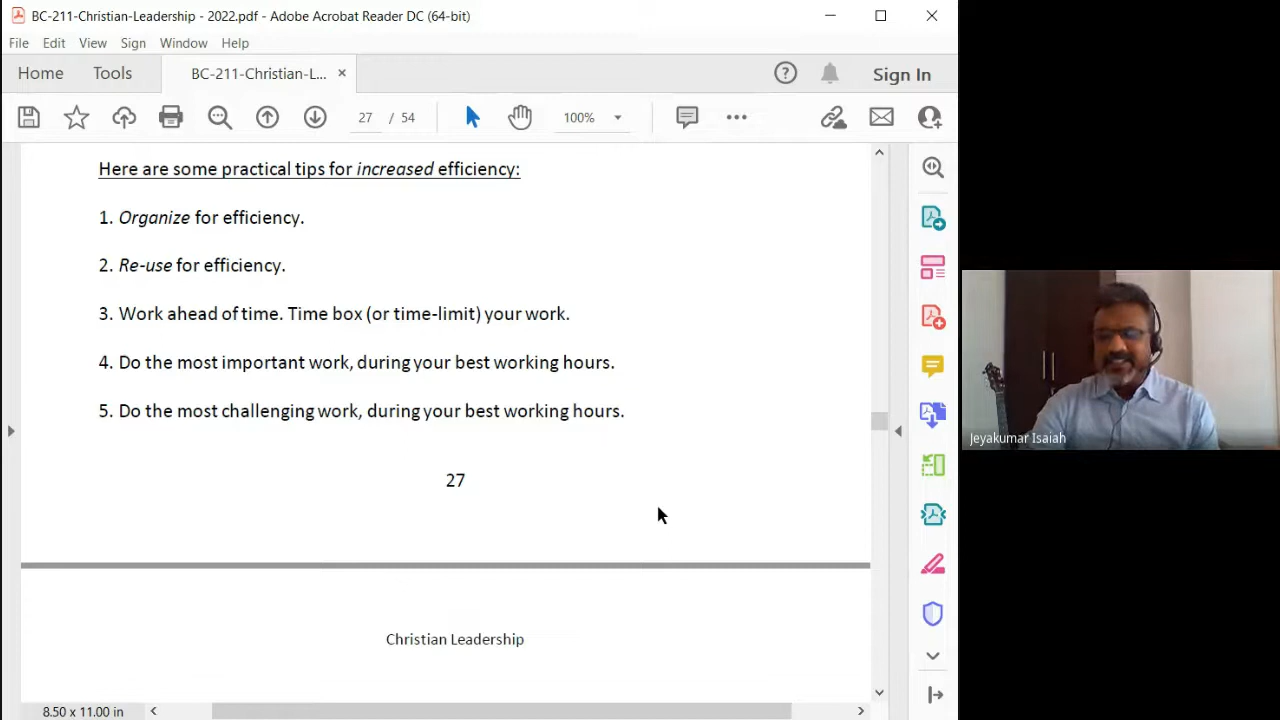 BC-211-Christian-Leadership - 2022.pdf - Adobe Acrobat Reader DC (64-bit)
File Edit View Sign Window Help
Home Tools BC-211-Christian-L... Sign In
27 / 54 100%
Here are some practical tips for increased efficiency:
1. Organize for efficiency.
2. Re-use for efficiency.
3. Work ahead of time. Time box (or time-limit) your work.
4. Do the most important work, during your best working hours.
5. Do the most challenging work, during your best working hours.
Jeyakumar Isaiah
27
Christian Leadership
8.50 x 11.00 in